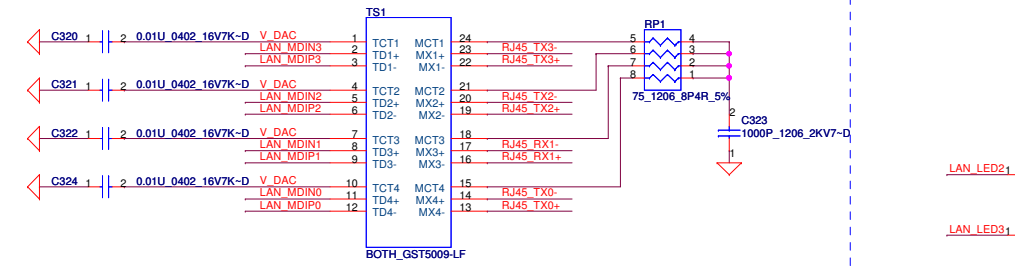 TS1
C320 1 2 0.01U_0402_16V7K~D V_DAC 1 TCT1 MCT1 24
LAN_MDIN3 2 TD1+ MX1+ 23 RJ45_TX3-
LAN_MDIP3 3 TD1- MX1- 22 RJ45_TX3+
C321 1 2 0.01U_0402_16V7K~D V_DAC 4 TCT2 MCT2 21
LAN_MDIN2 5 TD2+ MX2+ 20 RJ45_TX2-
LAN_MDIP2 6 TD2- MX2- 19 RJ45_TX2+
C322 1 2 0.01U_0402_16V7K~D V_DAC 7 TCT3 MCT3 18
LAN_MDIN1 8 TD3+ MX3+ 17 RJ45_RX1-
LAN_MDIP1 9 TD3- MX3- 16 RJ45_RX1+
C324 1 2 0.01U_0402_16V7K~D V_DAC 10 TCT4 MCT4 15
LAN_MDIN0 11 TD4+ MX4+ 14 RJ45_TX0-
LAN_MDIP0 12 TD4- MX4- 13 RJ45_TX0+
BOTH_GST5009-LF
RP1
5 4
6 3
7 2
8 1
75_1206_8P4R_5%
2
C323
1000P_1206_2KV7~D
1
LAN_LED2 1
LAN_LED3 1